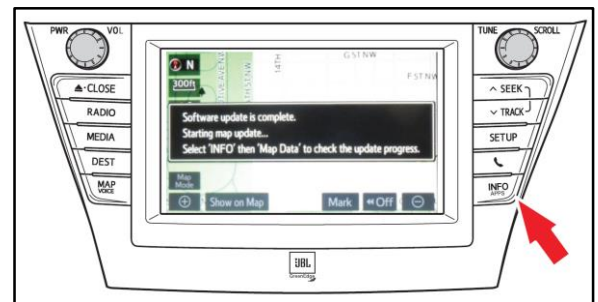 PWR VOL
TUNE SCROLL
CLOSE
RADIO
MEDIA
DEST
MAP
VOICE
N
300ft
14TH
G ST NW
F ST NW
Software update is complete.
Starting map update...
Select 'INFO' then 'Map Data' to check the update progress.
Map
Mode
Show on Map
Mark
Off
SEEK
TRACK
SETUP
INFO
APPS
JBL
GreenEdge